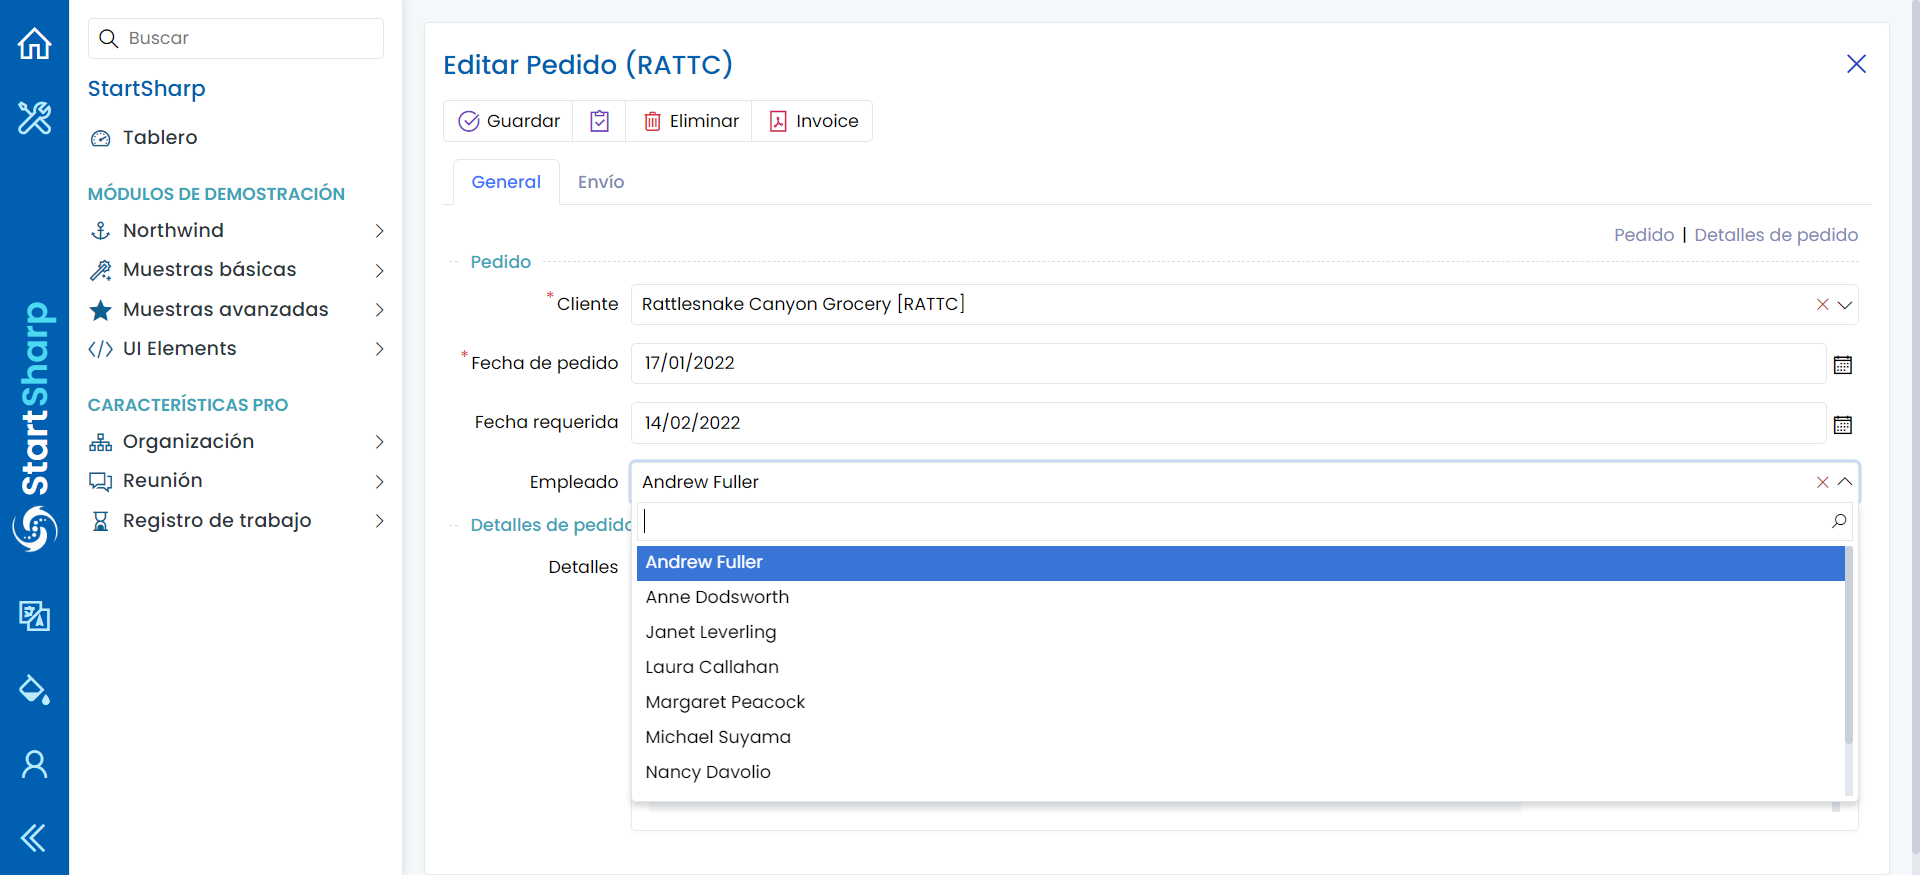 StartSharp
Buscar
StartSharp
Tablero
MÓDULOS DE DEMOSTRACIÓN
Northwind
Muestras básicas
Muestras avanzadas
UI Elements
CARACTERÍSTICAS PRO
Organización
Reunión
Registro de trabajo
Editar Pedido (RATTC)
Guardar
Eliminar
Invoice
General
Envío
Pedido | Detalles de pedido
Pedido
* Cliente
Rattlesnake Canyon Grocery [RATTC]
* Fecha de pedido
17/01/2022
Fecha requerida
14/02/2022
Empleado
Andrew Fuller
Detalles de pedido
Detalles
Andrew Fuller
Anne Dodsworth
Janet Leverling
Laura Callahan
Margaret Peacock
Michael Suyama
Nancy Davolio